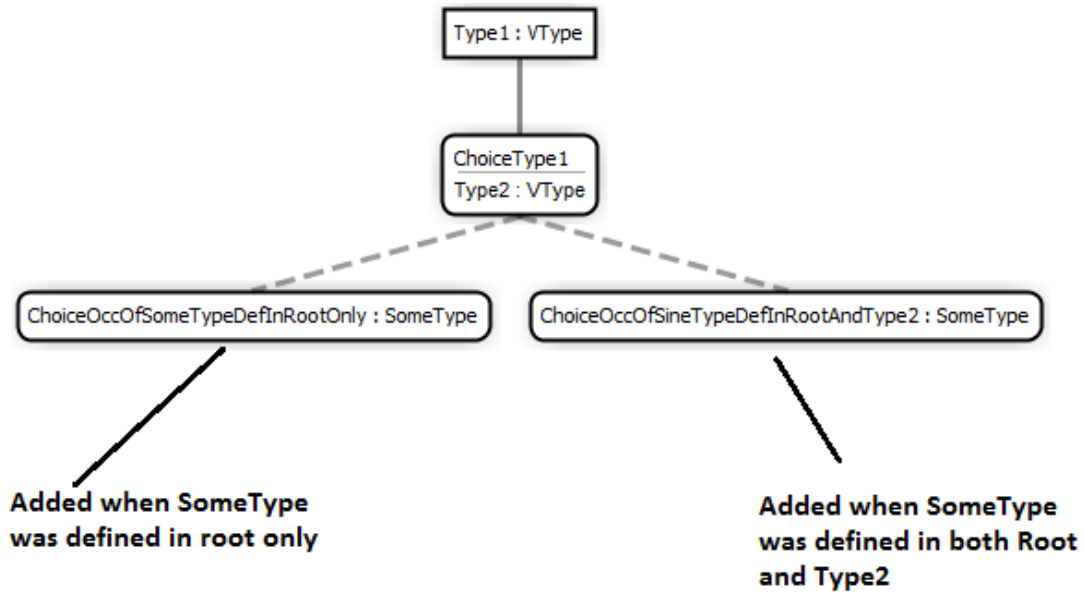 Type1 : VType
ChoiceType1
Type2 : VType
ChoiceOccOfSomeTypeDefInRootOnly : SomeType
ChoiceOccOfSineTypeDefInRootAndType2 : SomeType
Added when SomeType
was defined in root only
Added when SomeType
was defined in both Root
and Type2